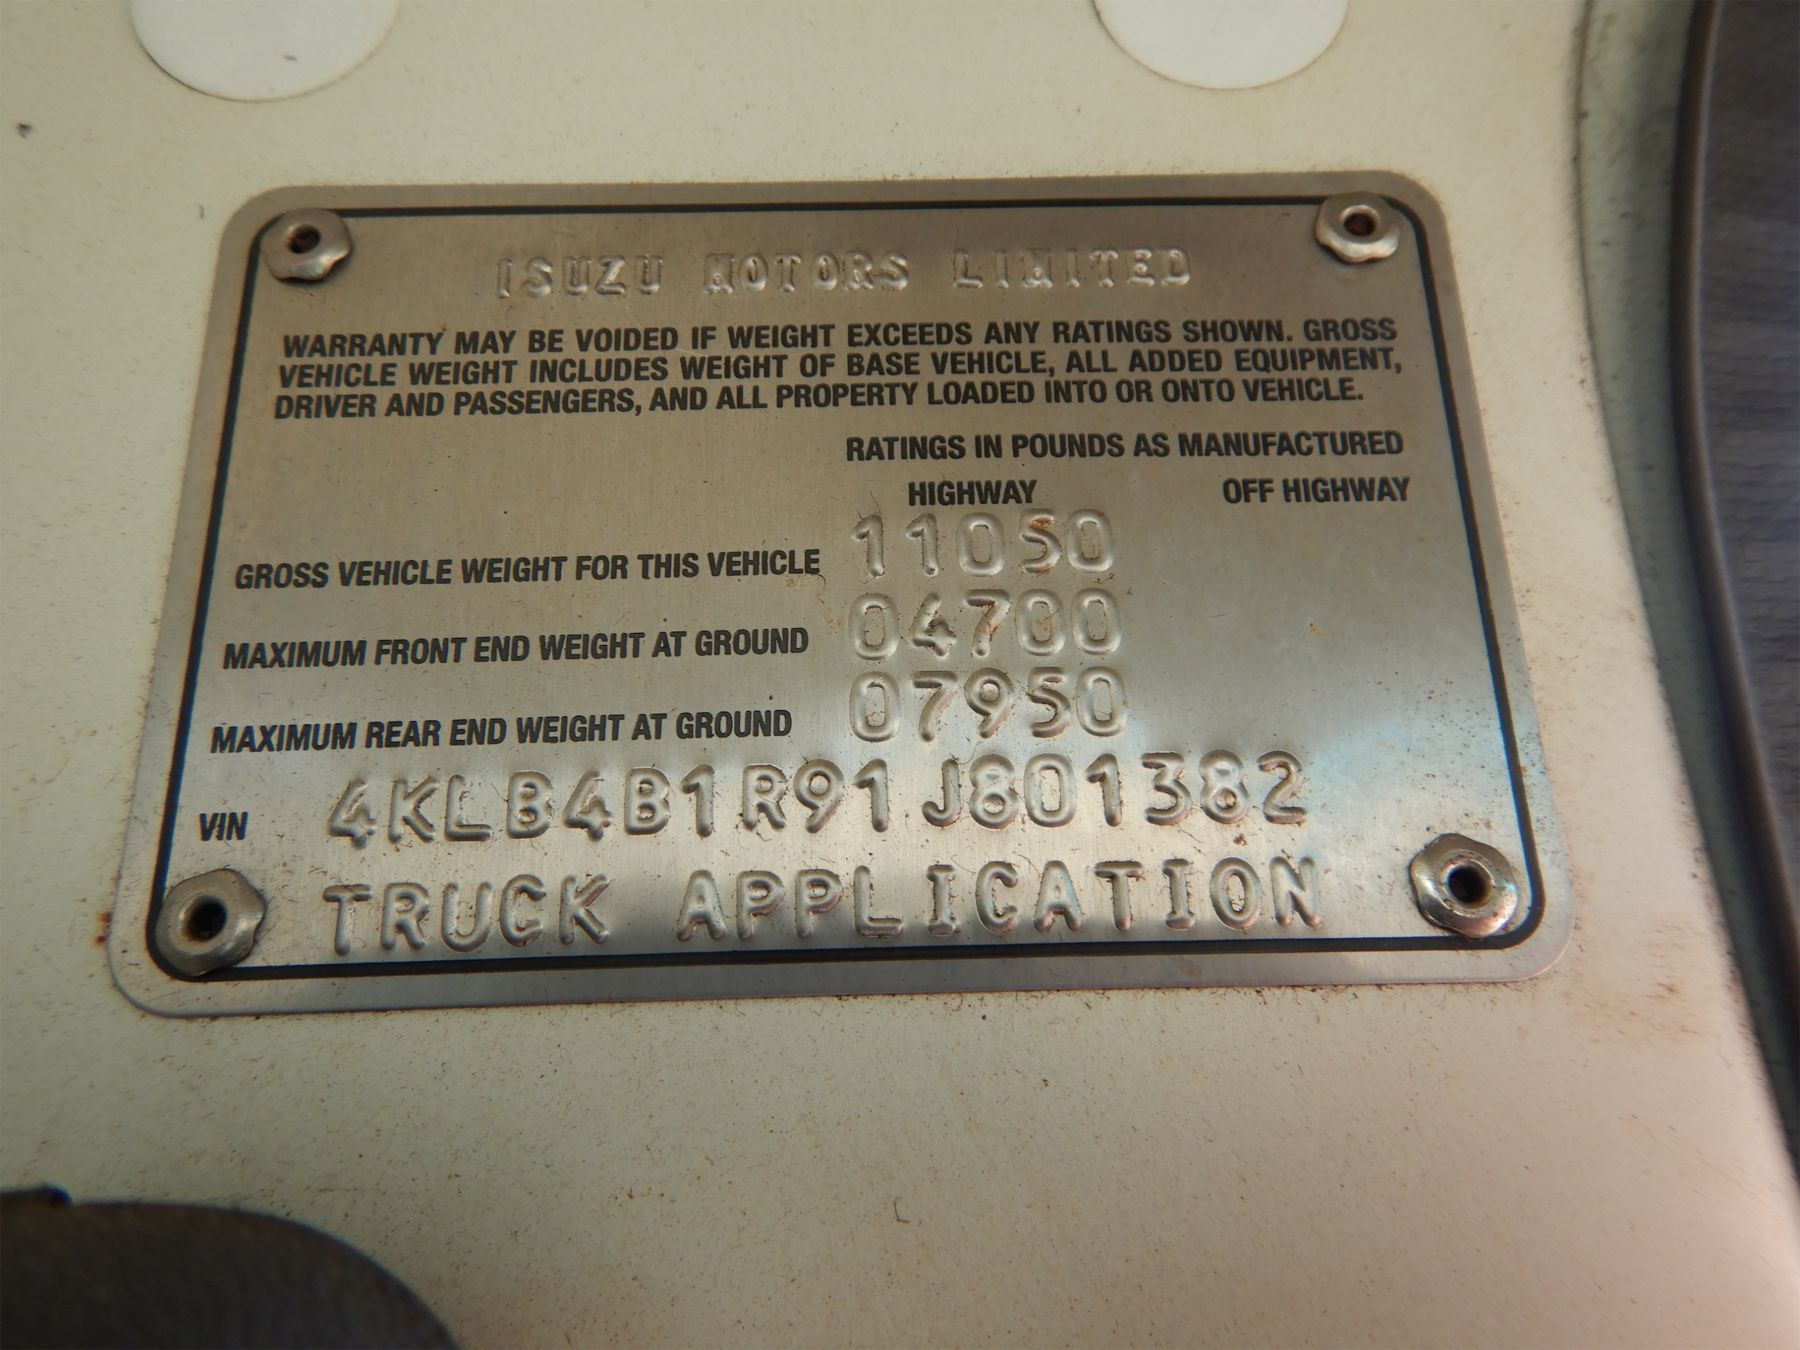 ISUZU MOTORS LIMITED
WARRANTY MAY BE VOIDED IF WEIGHT EXCEEDS ANY RATINGS SHOWN. GROSS
VEHICLE WEIGHT INCLUDES WEIGHT OF BASE VEHICLE, ALL ADDED EQUIPMENT,
DRIVER AND PASSENGERS, AND ALL PROPERTY LOADED INTO OR ONTO VEHICLE.
RATINGS IN POUNDS AS MANUFACTURED
HIGHWAY OFF HIGHWAY
GROSS VEHICLE WEIGHT FOR THIS VEHICLE 11050
MAXIMUM FRONT END WEIGHT AT GROUND 04700
MAXIMUM REAR END WEIGHT AT GROUND 07950
VIN 4KLB4B1R91J801382
TRUCK APPLICATION